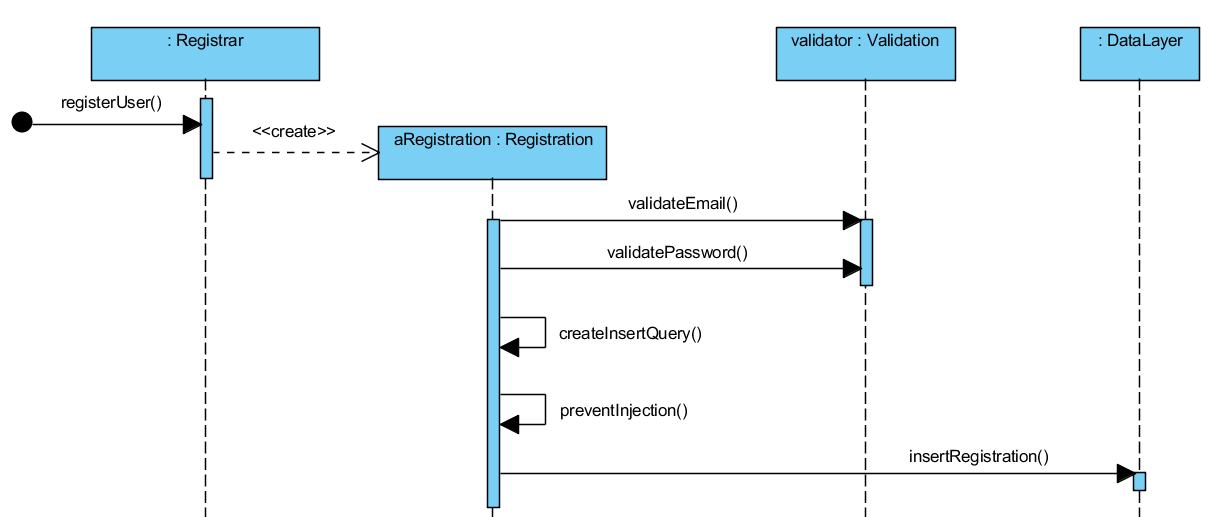 : Registrar
validator : Validation
: DataLayer
registerUser()
<<create>>
aRegistration : Registration
validateEmail()
validatePassword()
createInsertQuery()
preventInjection()
insertRegistration()